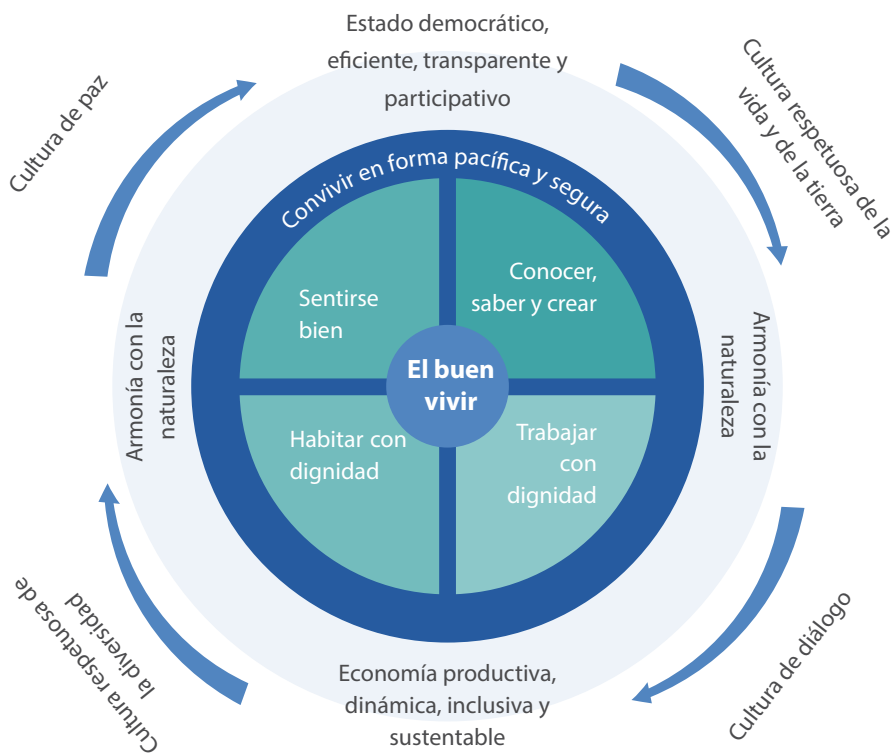 Estado democrático,
eficiente, transparente y
participativo
Cultura de paz
Cultura respetuosa de la
vida y de la tierra
Convivir en forma pacífica y segura
Sentirse
bien
Conocer,
saber y crear
Armonía con la
naturaleza
El buen
vivir
Armonía con la
naturaleza
Habitar con
dignidad
Trabajar
con
dignidad
Cultura respetuosa de
la diversidad
Economía productiva,
dinámica, inclusiva y
sustentable
Cultura de diálogo